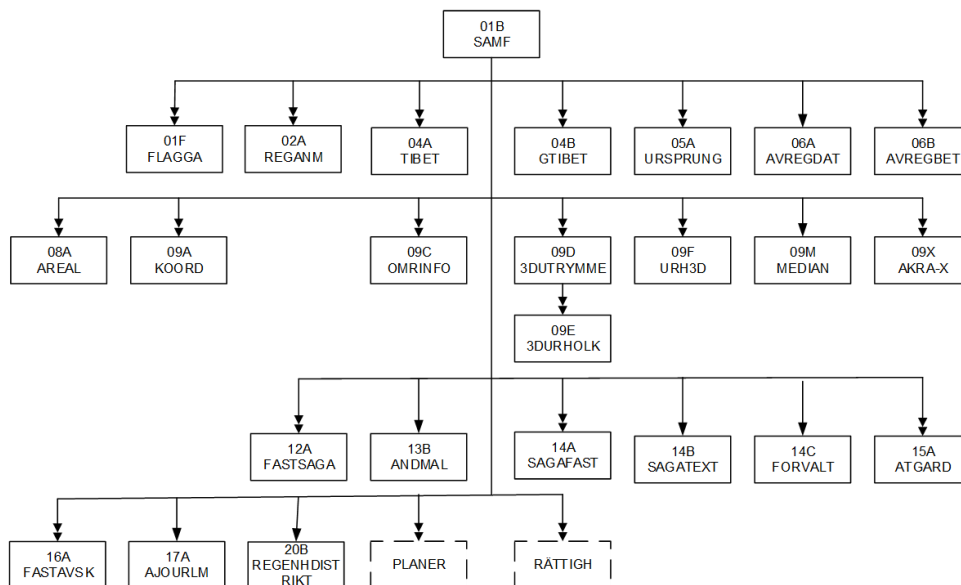 01B
SAMF
01F
FLAGGA
02A
REGANM
04A
TIBET
04B
GTIBET
05A
URSPRUNG
06A
AVREGDAT
06B
AVREGBET
08A
AREAL
09A
KOORD
09C
OMRINFO
09D
3DUTRYMME
09F
URH3D
09M
MEDIAN
09X
AKRA-X
09E
3DURHOLK
12A
FASTSAGA
13B
ANDMAL
14A
SAGAFAST
14B
SAGATEXT
14C
FORVALT
15A
ATGARD
16A
FASTAVSK
17A
AJOURLM
20B
REGENHDIST
RIKT
PLANER
RÄTTIGH